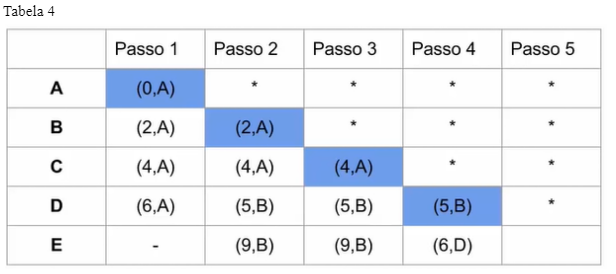 Tabela 4
Passo 1 Passo 2 Passo 3 Passo 4 Passo 5
A (0,A) * * * *
B (2,A) (2,A) * * *
C (4,A) (4,A) (4,A) * *
D (6,A) (5,B) (5,B) (5,B) *
E - (9,B) (9,B) (6,D)